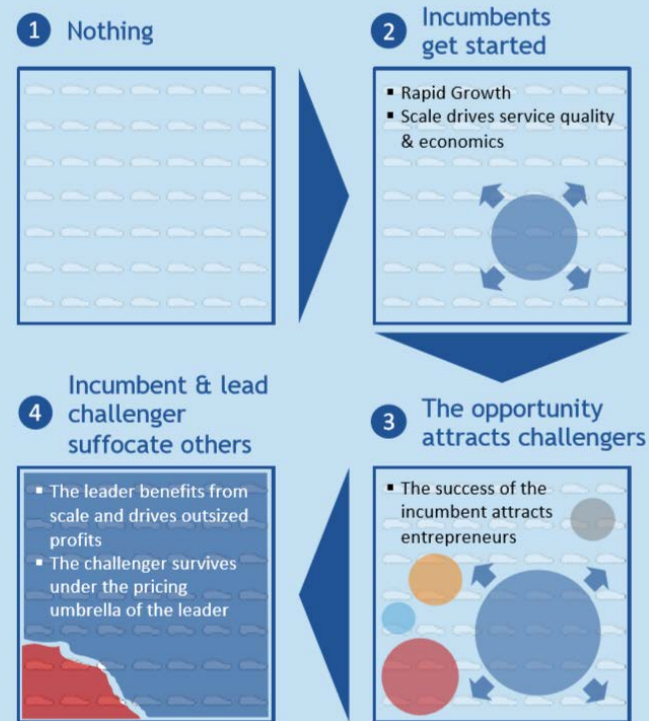 1 Nothing
2 Incumbents
get started
▪ Rapid Growth
▪ Scale drives service quality
& economics
3 The opportunity
attracts challengers
▪ The success of the
incumbent attracts
entrepreneurs
4 Incumbent & lead
challenger
suffocate others
▪ The leader benefits from
scale and drives outsized
profits
▪ The challenger survives
under the pricing
umbrella of the leader